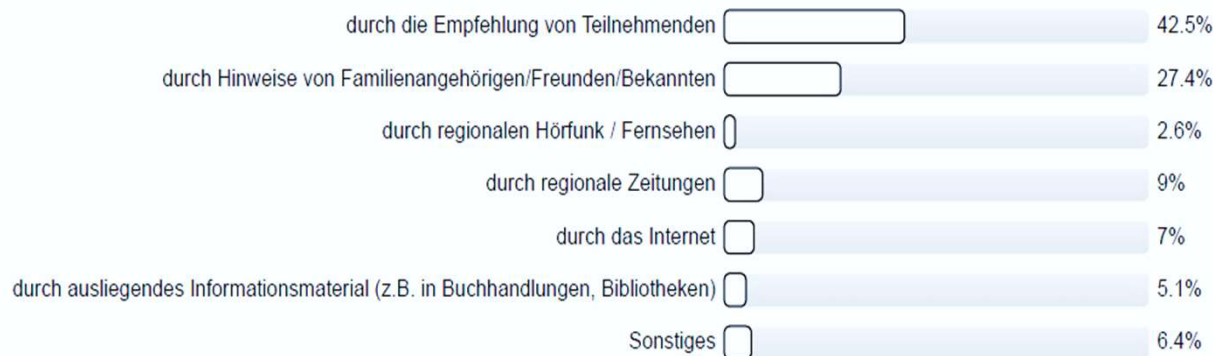 durch die Empfehlung von Teilnehmenden 42.5%
durch Hinweise von Familienangehörigen/Freunden/Bekannten 27.4%
durch regionalen Hörfunk / Fernsehen 2.6%
durch regionale Zeitungen 9%
durch das Internet 7%
durch ausliegendes Informationsmaterial (z.B. in Buchhandlungen, Bibliotheken) 5.1%
Sonstiges 6.4%